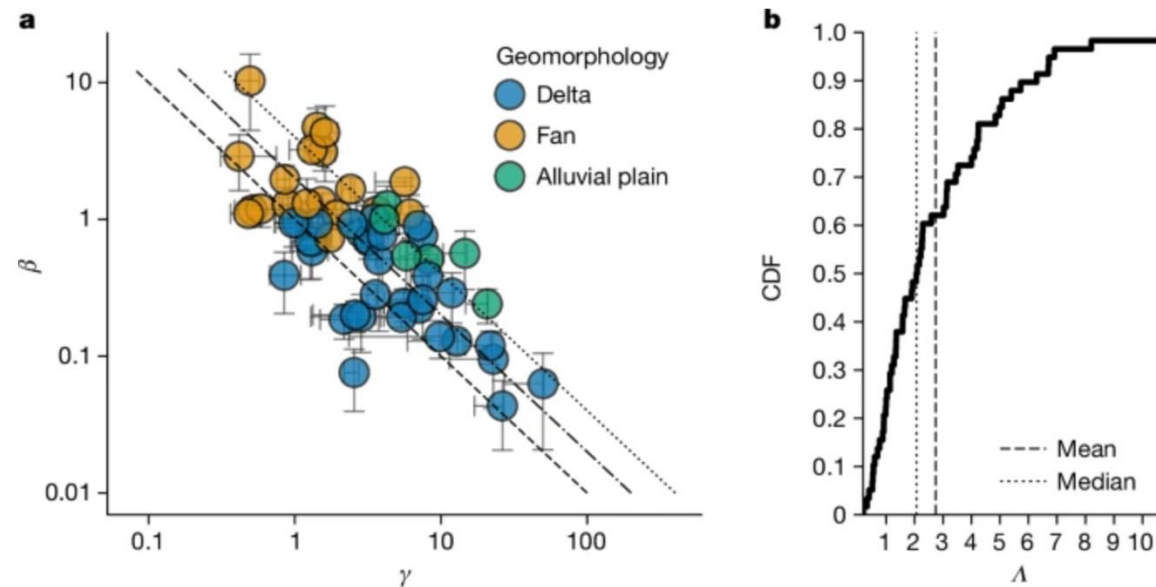 a
Geomorphology
Delta
Fan
Alluvial plain
10
1
0.1
0.01
β
0.1
1
10
100
γ
b
1.0
0.9
0.8
0.7
0.6
0.5
0.4
0.3
0.2
0.1
0
CDF
Mean
Median
1 2 3 4 5 6 7 8 9 10
Λ